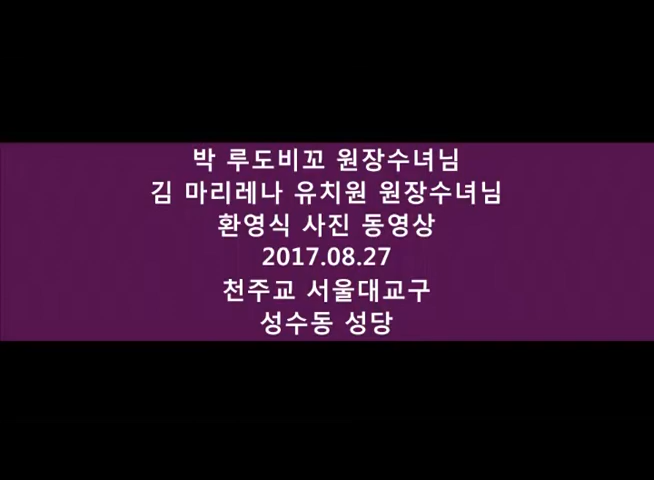 박 루도비꼬 원장수녀님
김 마리레나 유치원 원장수녀님
환영식 사진 동영상
2017.08.27
천주교 서울대교구
성수동 성당